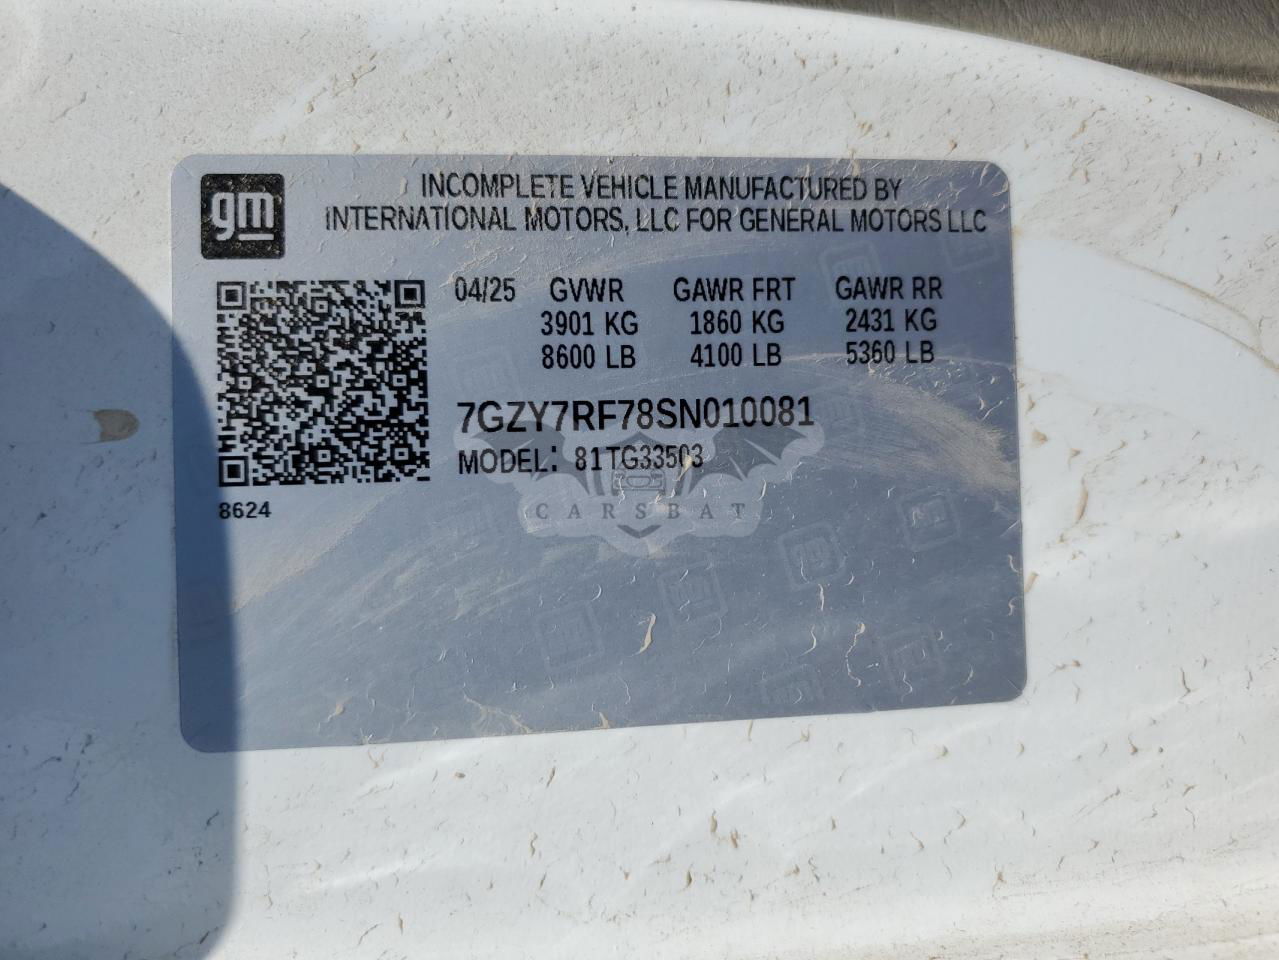 gm
INCOMPLETE VEHICLE MANUFACTURED BY
INTERNATIONAL MOTORS, LLC FOR GENERAL MOTORS LLC
04/25 GVWR GAWR FRT GAWR RR
3901 KG 1860 KG 2431 KG
8600 LB 4100 LB 5360 LB
7GZY7RF78SN010081
MODEL: 81TG33503
8624
CARSBAT